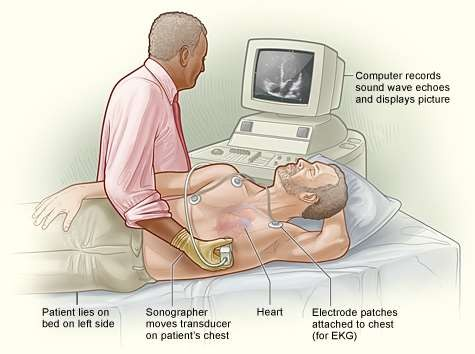 Computer records
sound wave echoes
and displays picture
Patient lies on
bed on left side
Sonographer
moves transducer
on patient's chest
Heart
Electrode patches
attached to chest
(for EKG)